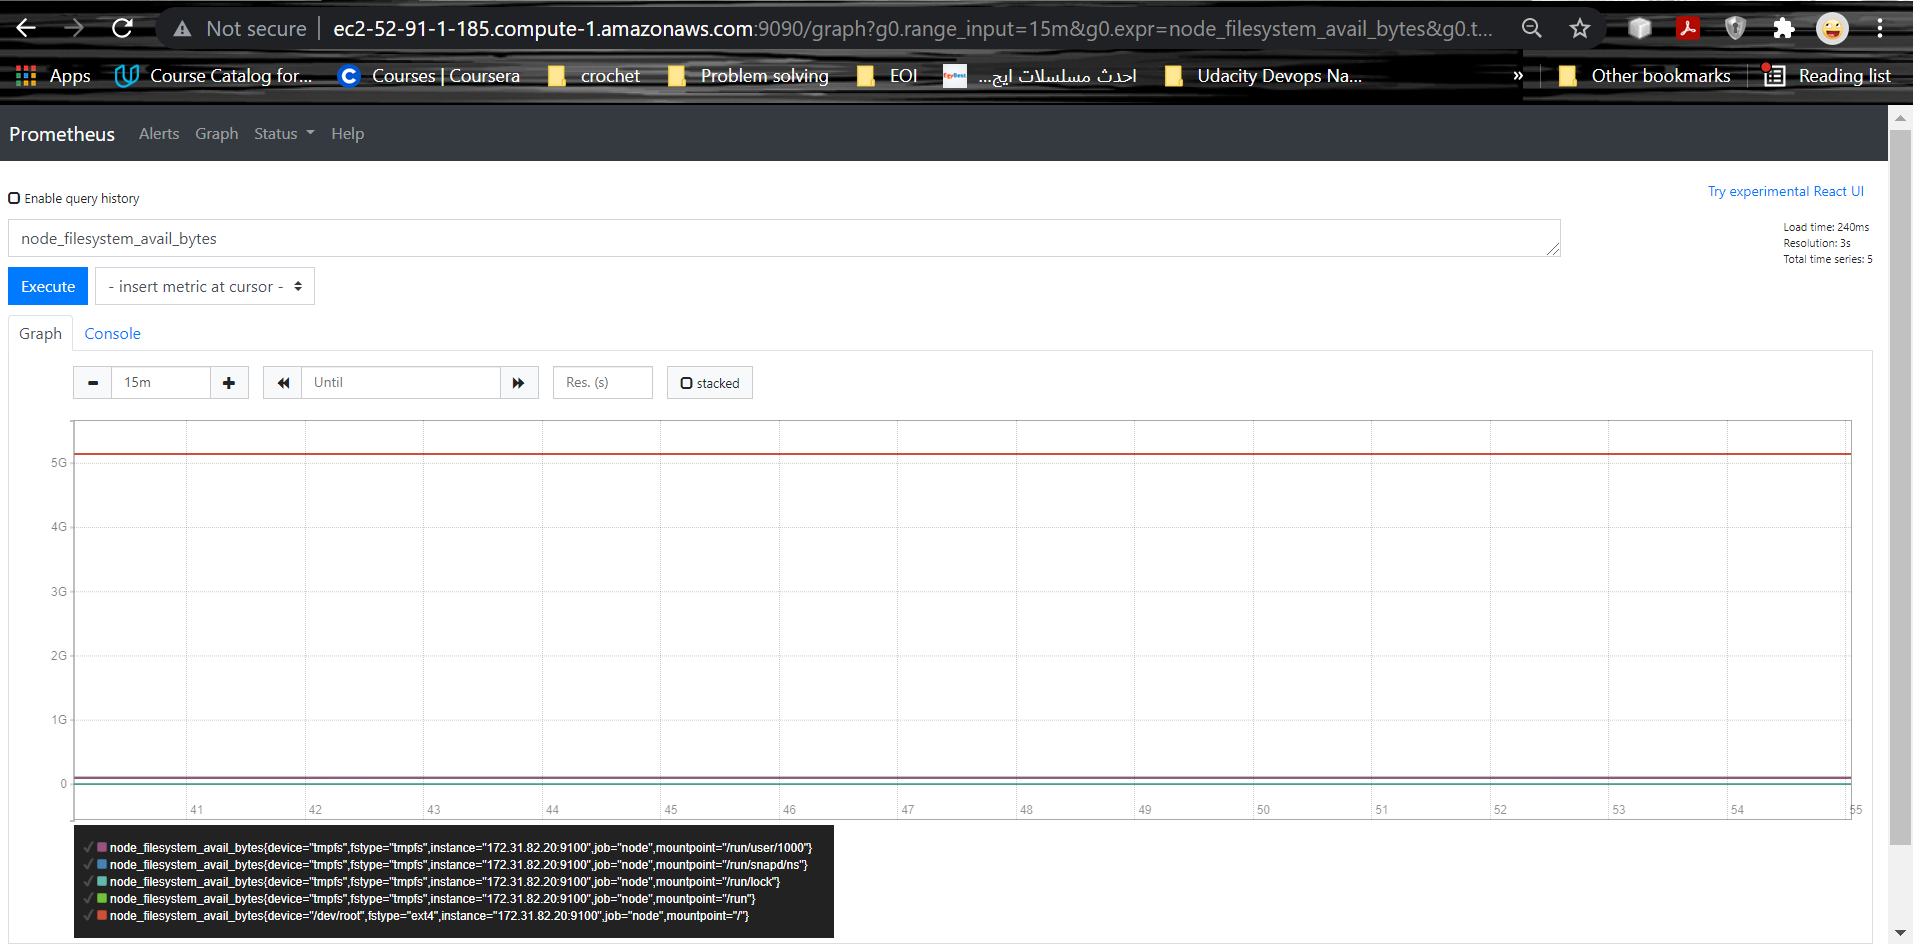 Not secure ec2-52-91-1-185.compute-1.amazonaws.com:9090/graph?g0.range_input=15m&g0.expr=node_filesystem_avail_bytes&g0.t...
Apps Course Catalog for... Courses | Coursera crochet Problem solving EOI EgyBest احدث مسلسلات ايج... Udacity Devops Na... » Other bookmarks Reading list
Prometheus Alerts Graph Status Help
Enable query history
Try experimental React UI
node_filesystem_avail_bytes
Load time: 240ms
Resolution: 3s
Total time series: 5
Execute - insert metric at cursor -
Graph Console
15m Until Res. (s) stacked
5G
4G
3G
2G
1G
0
41 42 43 44 45 46 47 48 49 50 51 52 53 54 55
node_filesystem_avail_bytes{device="tmpfs",fstype="tmpfs",instance="172.31.82.20:9100",job="node",mountpoint="/run/user/1000"}
node_filesystem_avail_bytes{device="tmpfs",fstype="tmpfs",instance="172.31.82.20:9100",job="node",mountpoint="/run/snapd/ns"}
node_filesystem_avail_bytes{device="tmpfs",fstype="tmpfs",instance="172.31.82.20:9100",job="node",mountpoint="/run/lock"}
node_filesystem_avail_bytes{device="tmpfs",fstype="tmpfs",instance="172.31.82.20:9100",job="node",mountpoint="/run"}
node_filesystem_avail_bytes{device="/dev/root",fstype="ext4",instance="172.31.82.20:9100",job="node",mountpoint="/"}